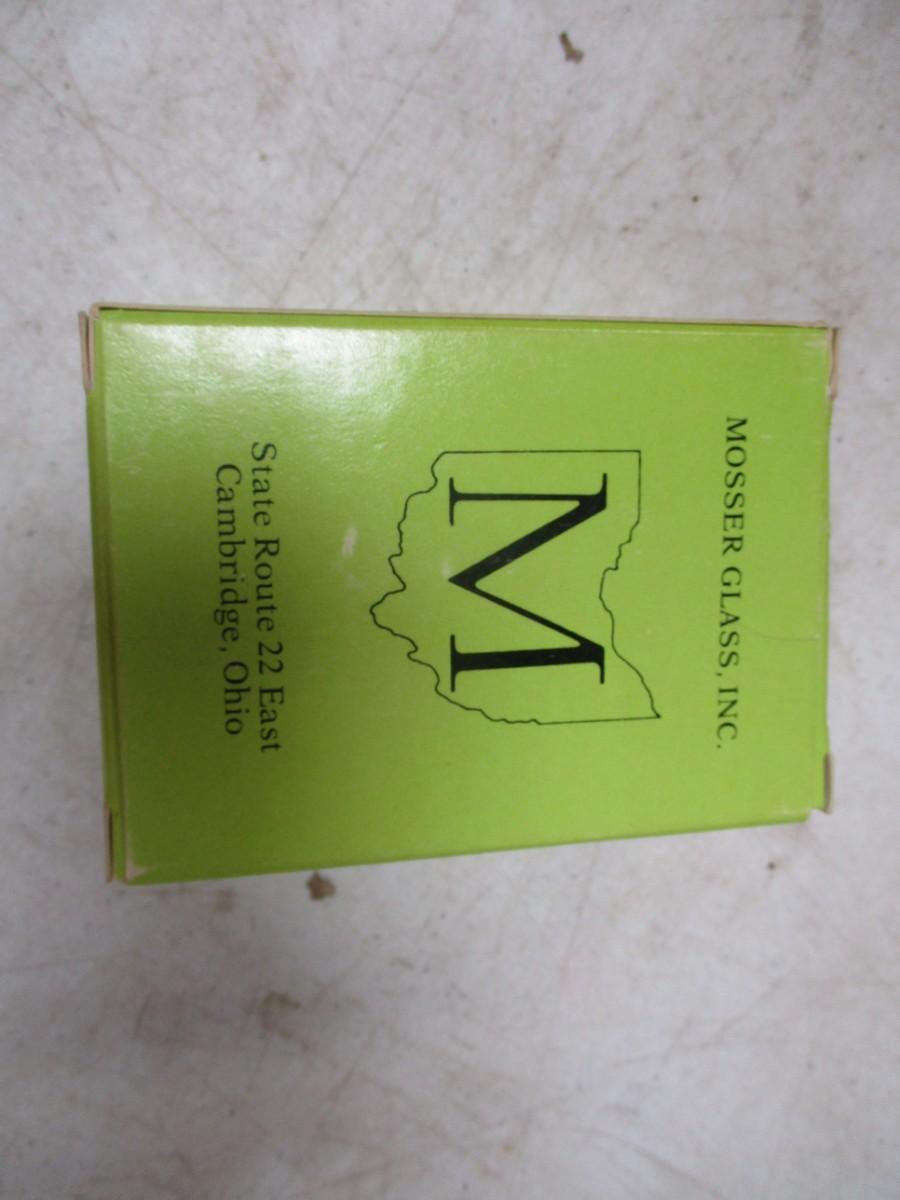 MOSSER GLASS, INC.
M
State Route 22 East
Cambridge, Ohio